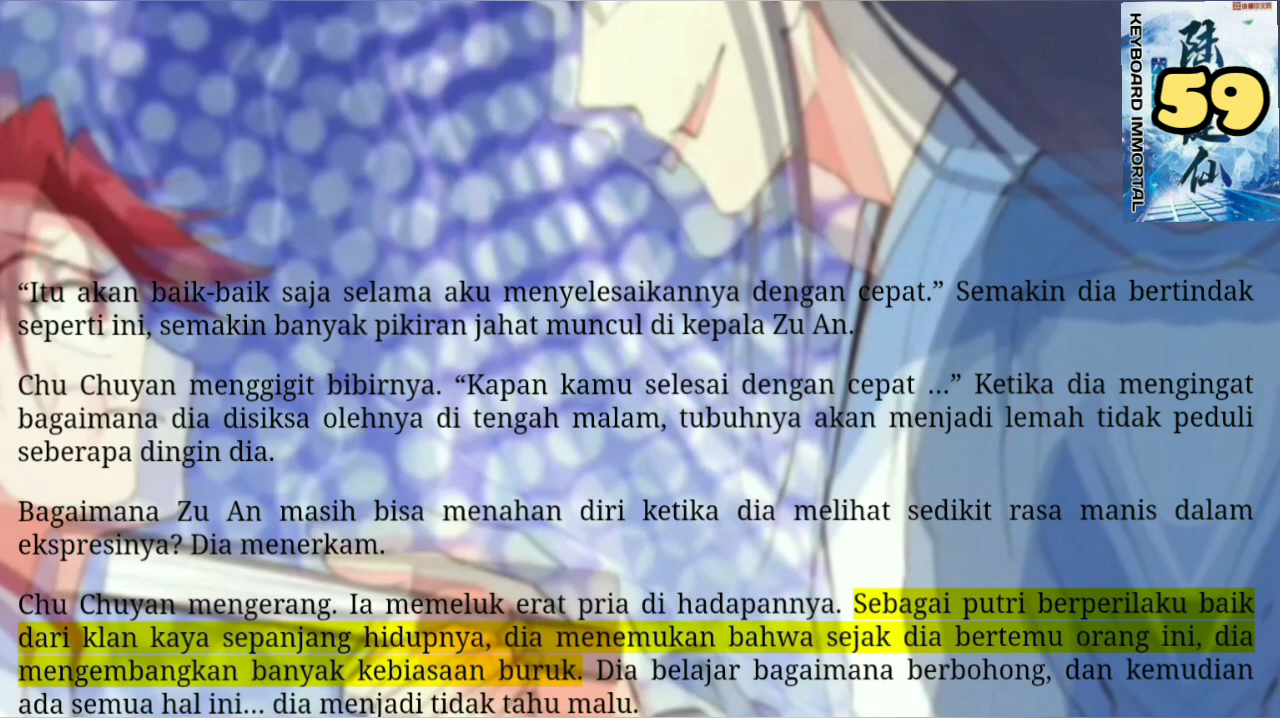 KEYBOARD IMMORTAL
59
仙
“Itu akan baik-baik saja selama aku menyelesaikannya dengan cepat.” Semakin dia bertindak
seperti ini, semakin banyak pikiran jahat muncul di kepala Zu An.
Chu Chuyan menggigit bibirnya. “Kapan kamu selesai dengan cepat ...” Ketika dia mengingat
bagaimana dia disiksa olehnya di tengah malam, tubuhnya akan menjadi lemah tidak peduli
seberapa dingin dia.
Bagaimana Zu An masih bisa menahan diri ketika dia melihat sedikit rasa manis dalam
ekspresinya? Dia menerkam.
Chu Chuyan mengerang. Ia memeluk erat pria di hadapannya. Sebagai putri berperilaku baik
dari klan kaya sepanjang hidupnya, dia menemukan bahwa sejak dia bertemu orang ini, dia
mengembangkan banyak kebiasaan buruk. Dia belajar bagaimana berbohong, dan kemudian
ada semua hal ini... dia menjadi tidak tahu malu.